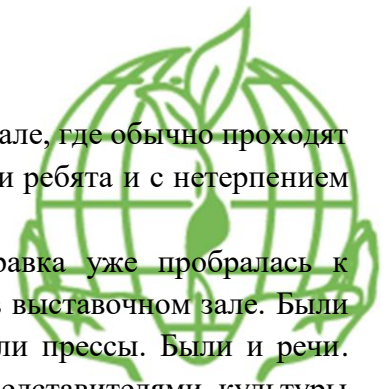 але, где обычно проходят
и ребята и с нетерпением
равка уже пробралась к
выставочном зале. Были
ли прессы. Были и речи.
едставителями культуры